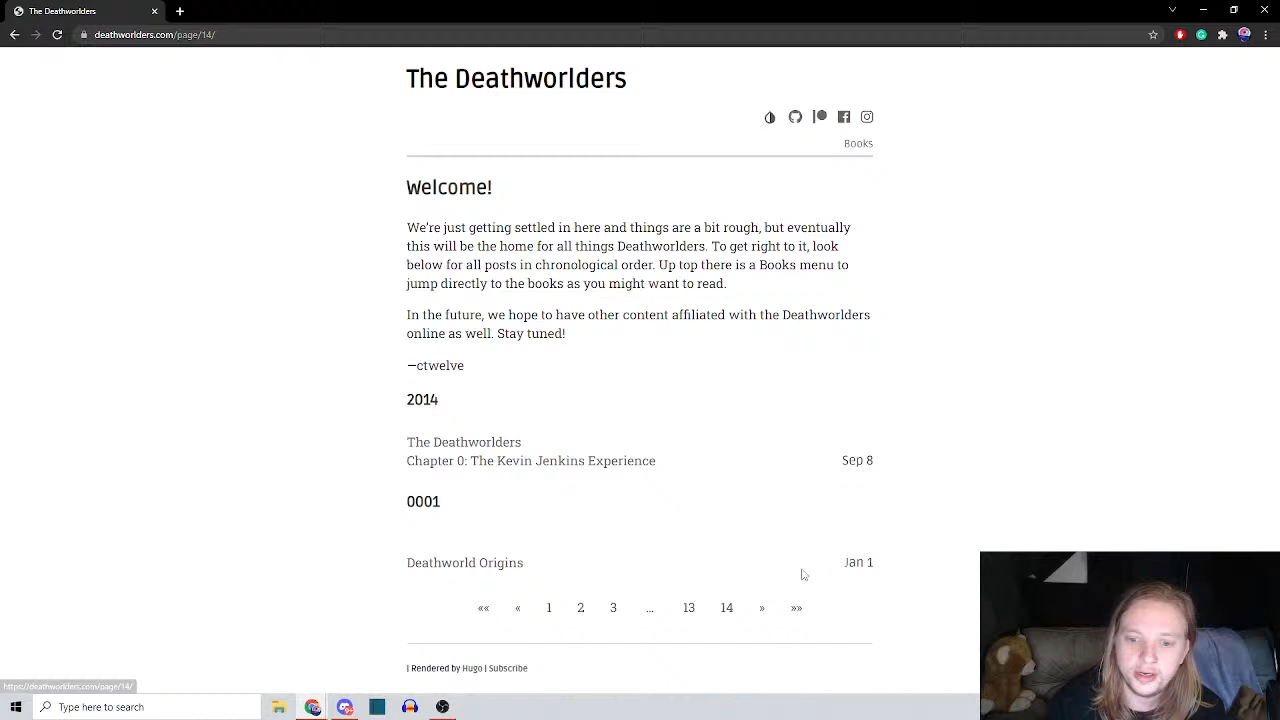 The Deathworlders
deathworlders.com/page/14/
The Deathworlders
Books
Welcome!
We're just getting settled in here and things are a bit rough, but eventually
this will be the home for all things Deathworlders. To get right to it, look
below for all posts in chronological order. Up top there is a Books menu to
jump directly to the books as you might want to read.
In the future, we hope to have other content affiliated with the Deathworlders
online as well. Stay tuned!
—ctwelve
2014
The Deathworlders
Chapter 0: The Kevin Jenkins Experience Sep 8
0001
Deathworld Origins Jan 1
«« « 1 2 3 ... 13 14 » »»
| Rendered by Hugo | Subscribe
https://deathworlders.com/page/14/
Type here to search